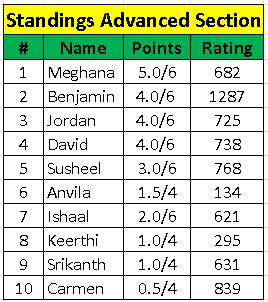 Standings Advanced Section
# Name Points Rating
1 Meghana 5.0/6 682
2 Benjamin 4.0/6 1287
3 Jordan 4.0/6 725
4 David 4.0/6 738
5 Susheel 3.0/6 768
6 Anvila 1.5/4 134
7 Ishaal 2.0/6 621
8 Keerthi 1.0/4 295
9 Srikanth 1.0/4 631
10 Carmen 0.5/4 839